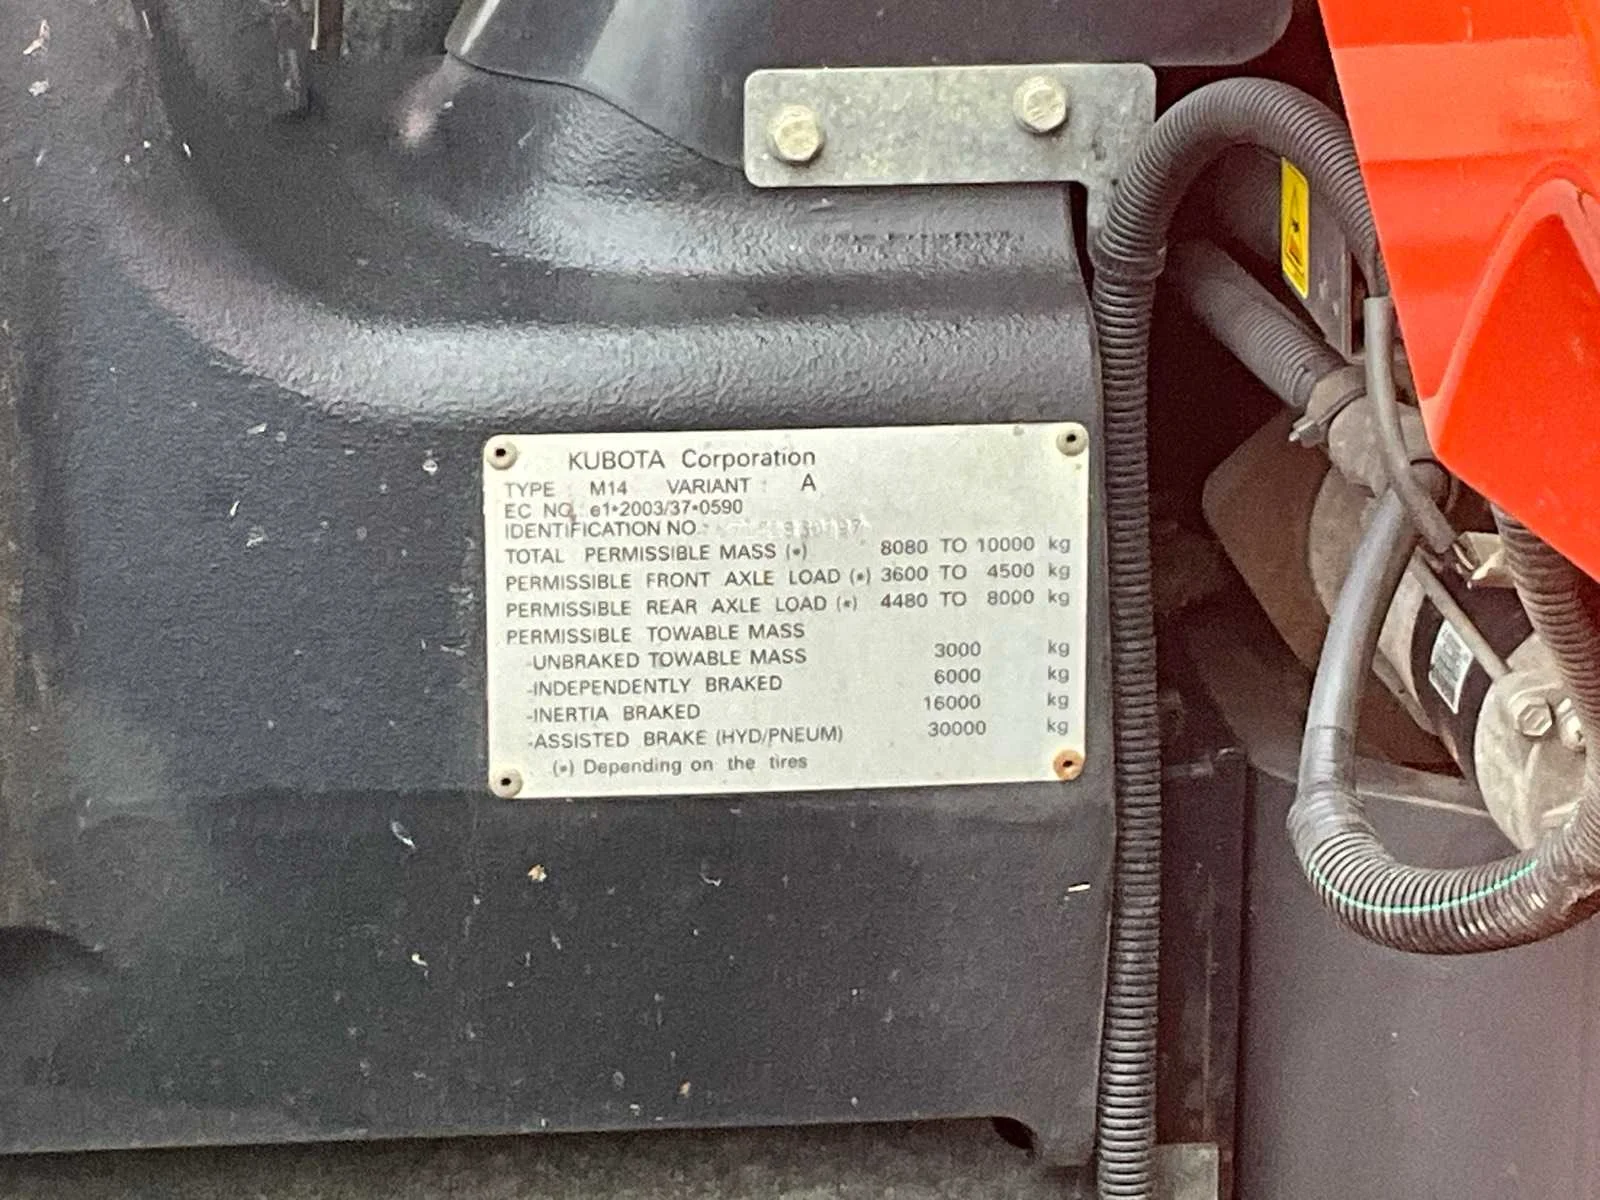 KUBOTA Corporation
TYPE : M14 VARIANT : A
EC NO. e1*2003/37*0590
IDENTIFICATION NO.
TOTAL PERMISSIBLE MASS (*) 8080 TO 10000 kg
PERMISSIBLE FRONT AXLE LOAD (*) 3600 TO 4500 kg
PERMISSIBLE REAR AXLE LOAD (*) 4480 TO 8000 kg
PERMISSIBLE TOWABLE MASS
-UNBRAKED TOWABLE MASS 3000 kg
-INDEPENDENTLY BRAKED 6000 kg
-INERTIA BRAKED 16000 kg
-ASSISTED BRAKE (HYD/PNEUM) 30000 kg
(*) Depending on the tires